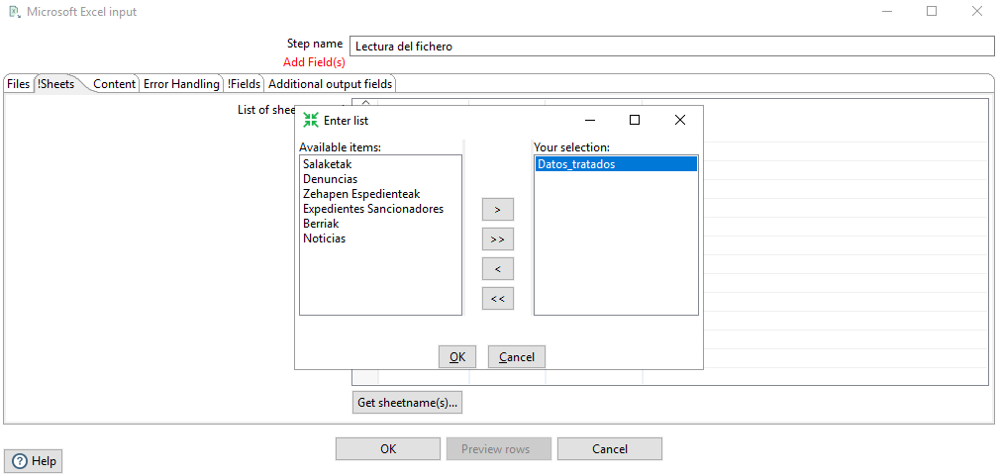 Microsoft Excel input
Step name Lectura del fichero
Add Field(s)
Files !Sheets Content Error Handling !Fields Additional output fields
List of shee
Enter list
Available items: Your selection:
Salaketak Datos_tratados
Denuncias
Zehapen Espedienteak
Expedientes Sancionadores
Berriak
Noticias
>
>>
<
<<
OK Cancel
Get sheetname(s)...
OK Preview rows Cancel
? Help